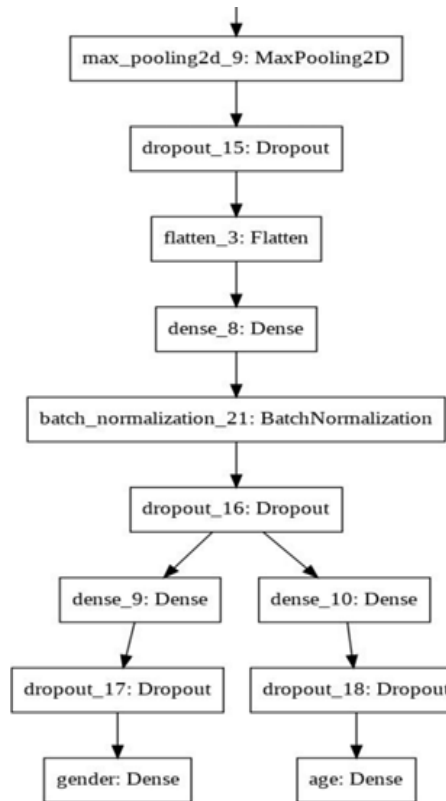 max_pooling2d_9: MaxPooling2D
dropout_15: Dropout
flatten_3: Flatten
dense_8: Dense
batch_normalization_21: BatchNormalization
dropout_16: Dropout
dense_9: Dense
dense_10: Dense
dropout_17: Dropout
dropout_18: Dropout
gender: Dense
age: Dense